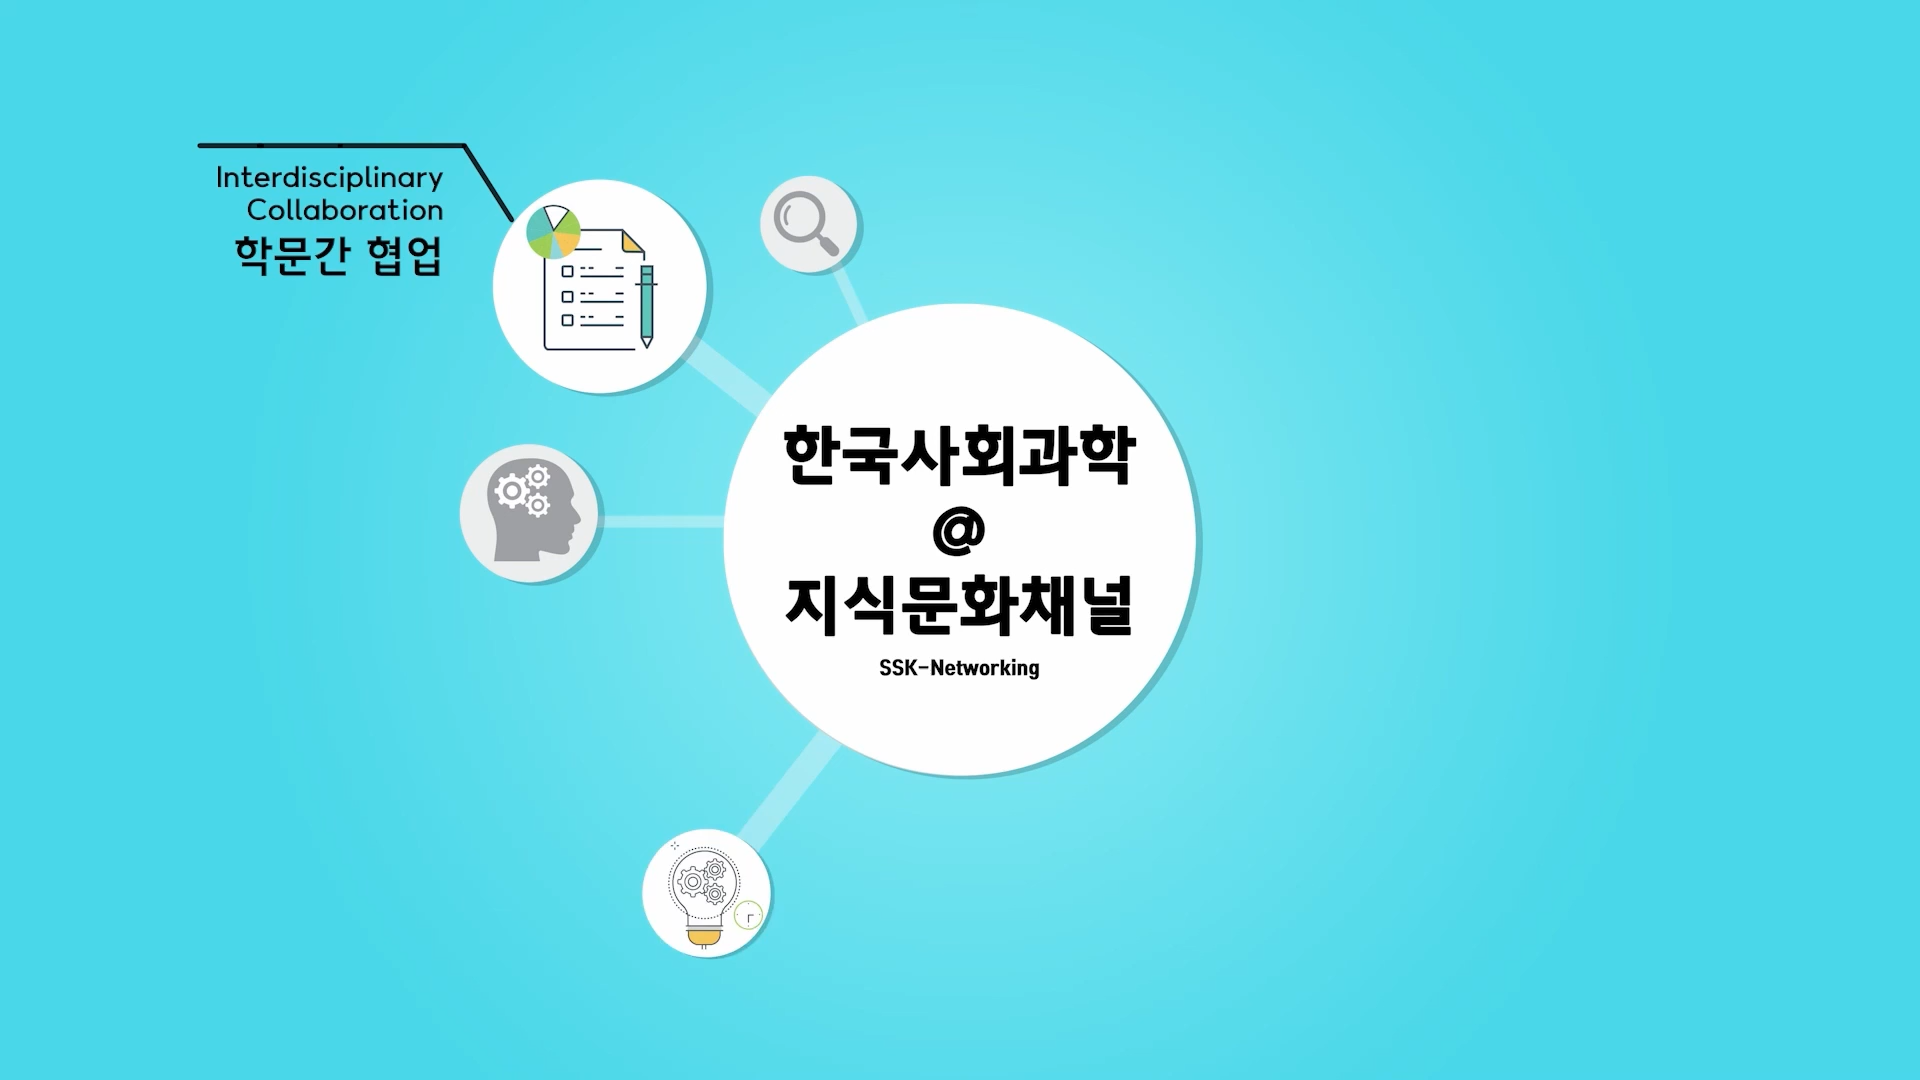 Interdisciplinary
Collaboration
학문간 협업
한국사회과학
@
지식문화채널
SSK-Networking